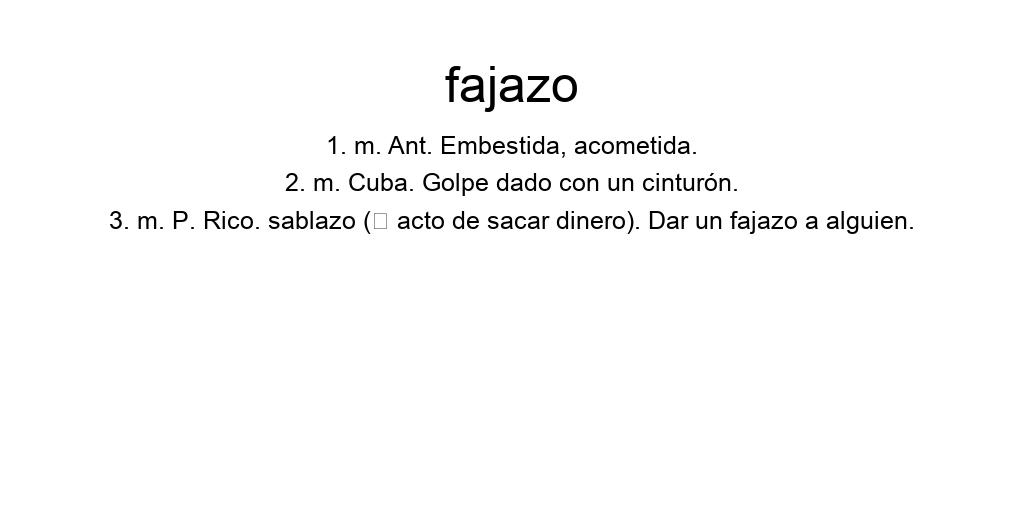 fajazo
1. m. Ant. Embestida, acometida.
2. m. Cuba. Golpe dado con un cinturón.
3. m. P. Rico. sablazo (□ acto de sacar dinero). Dar un fajazo a alguien.